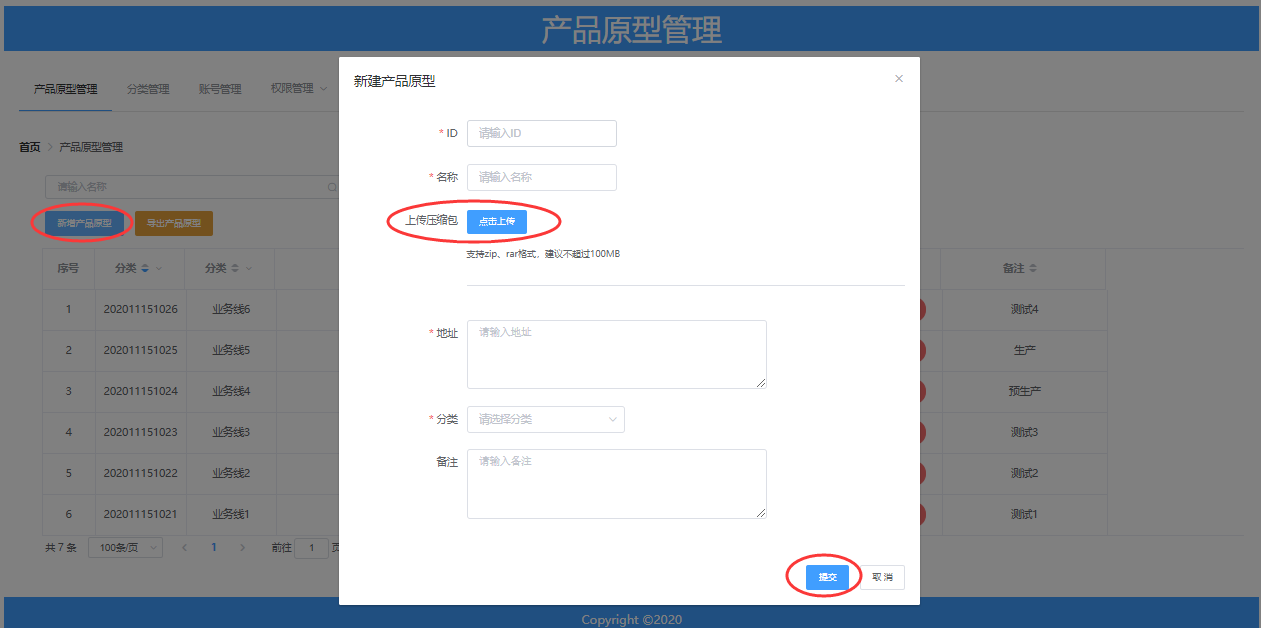 产品原型管理
产品原型管理 分类管理 账号管理 权限管理
首页 产品原型管理
请输入名称
新增产品原型 导出产品原型
序号 分类 分类 备注
1 202011151026 业务线6 测试4
2 202011151025 业务线5 生产
3 202011151024 业务线4 预生产
4 202011151023 业务线3 测试3
5 202011151022 业务线2 测试2
6 202011151021 业务线1 测试1
共 7 条 100条/页 1 前往 1
新建产品原型
* ID 请输入ID
* 名称 请输入名称
上传压缩包 点击上传
支持zip、rar格式，建议不超过100MB
* 地址 请输入地址
* 分类 请选择分类
备注 请输入备注
提交 取 消
Copyright ©2020